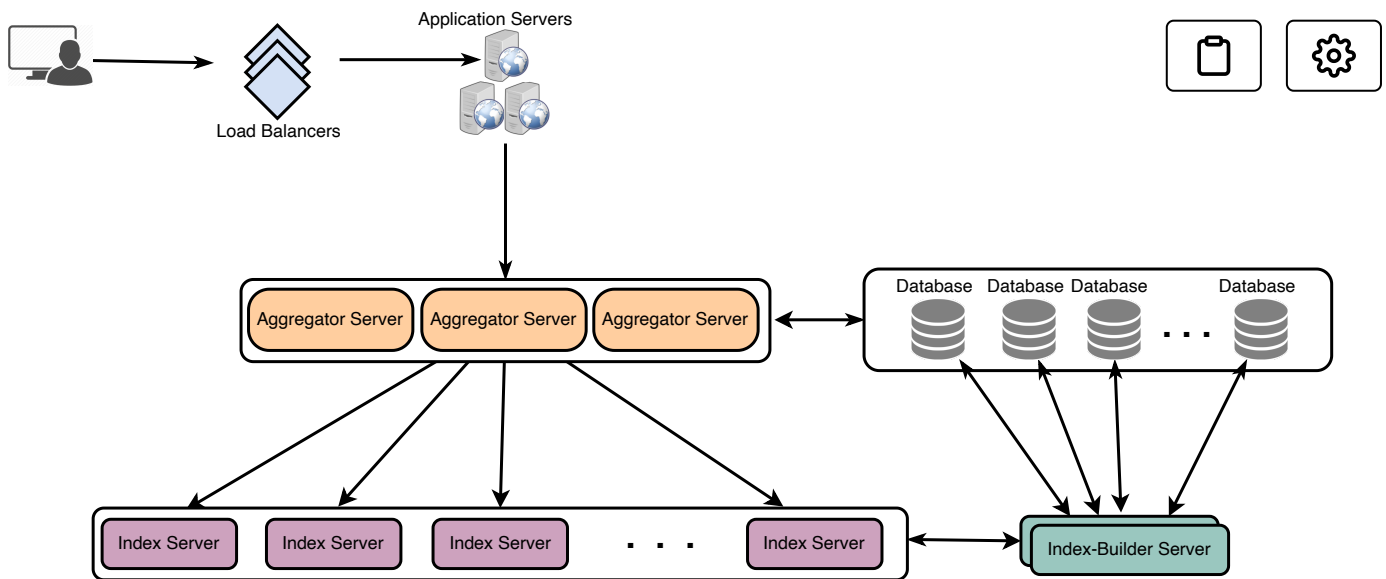 Application Servers
Load Balancers
Database
Database
Database
Database
. . .
Aggregator Server
Aggregator Server
Aggregator Server
Index Server
Index Server
Index Server
. . .
Index Server
Index-Builder Server